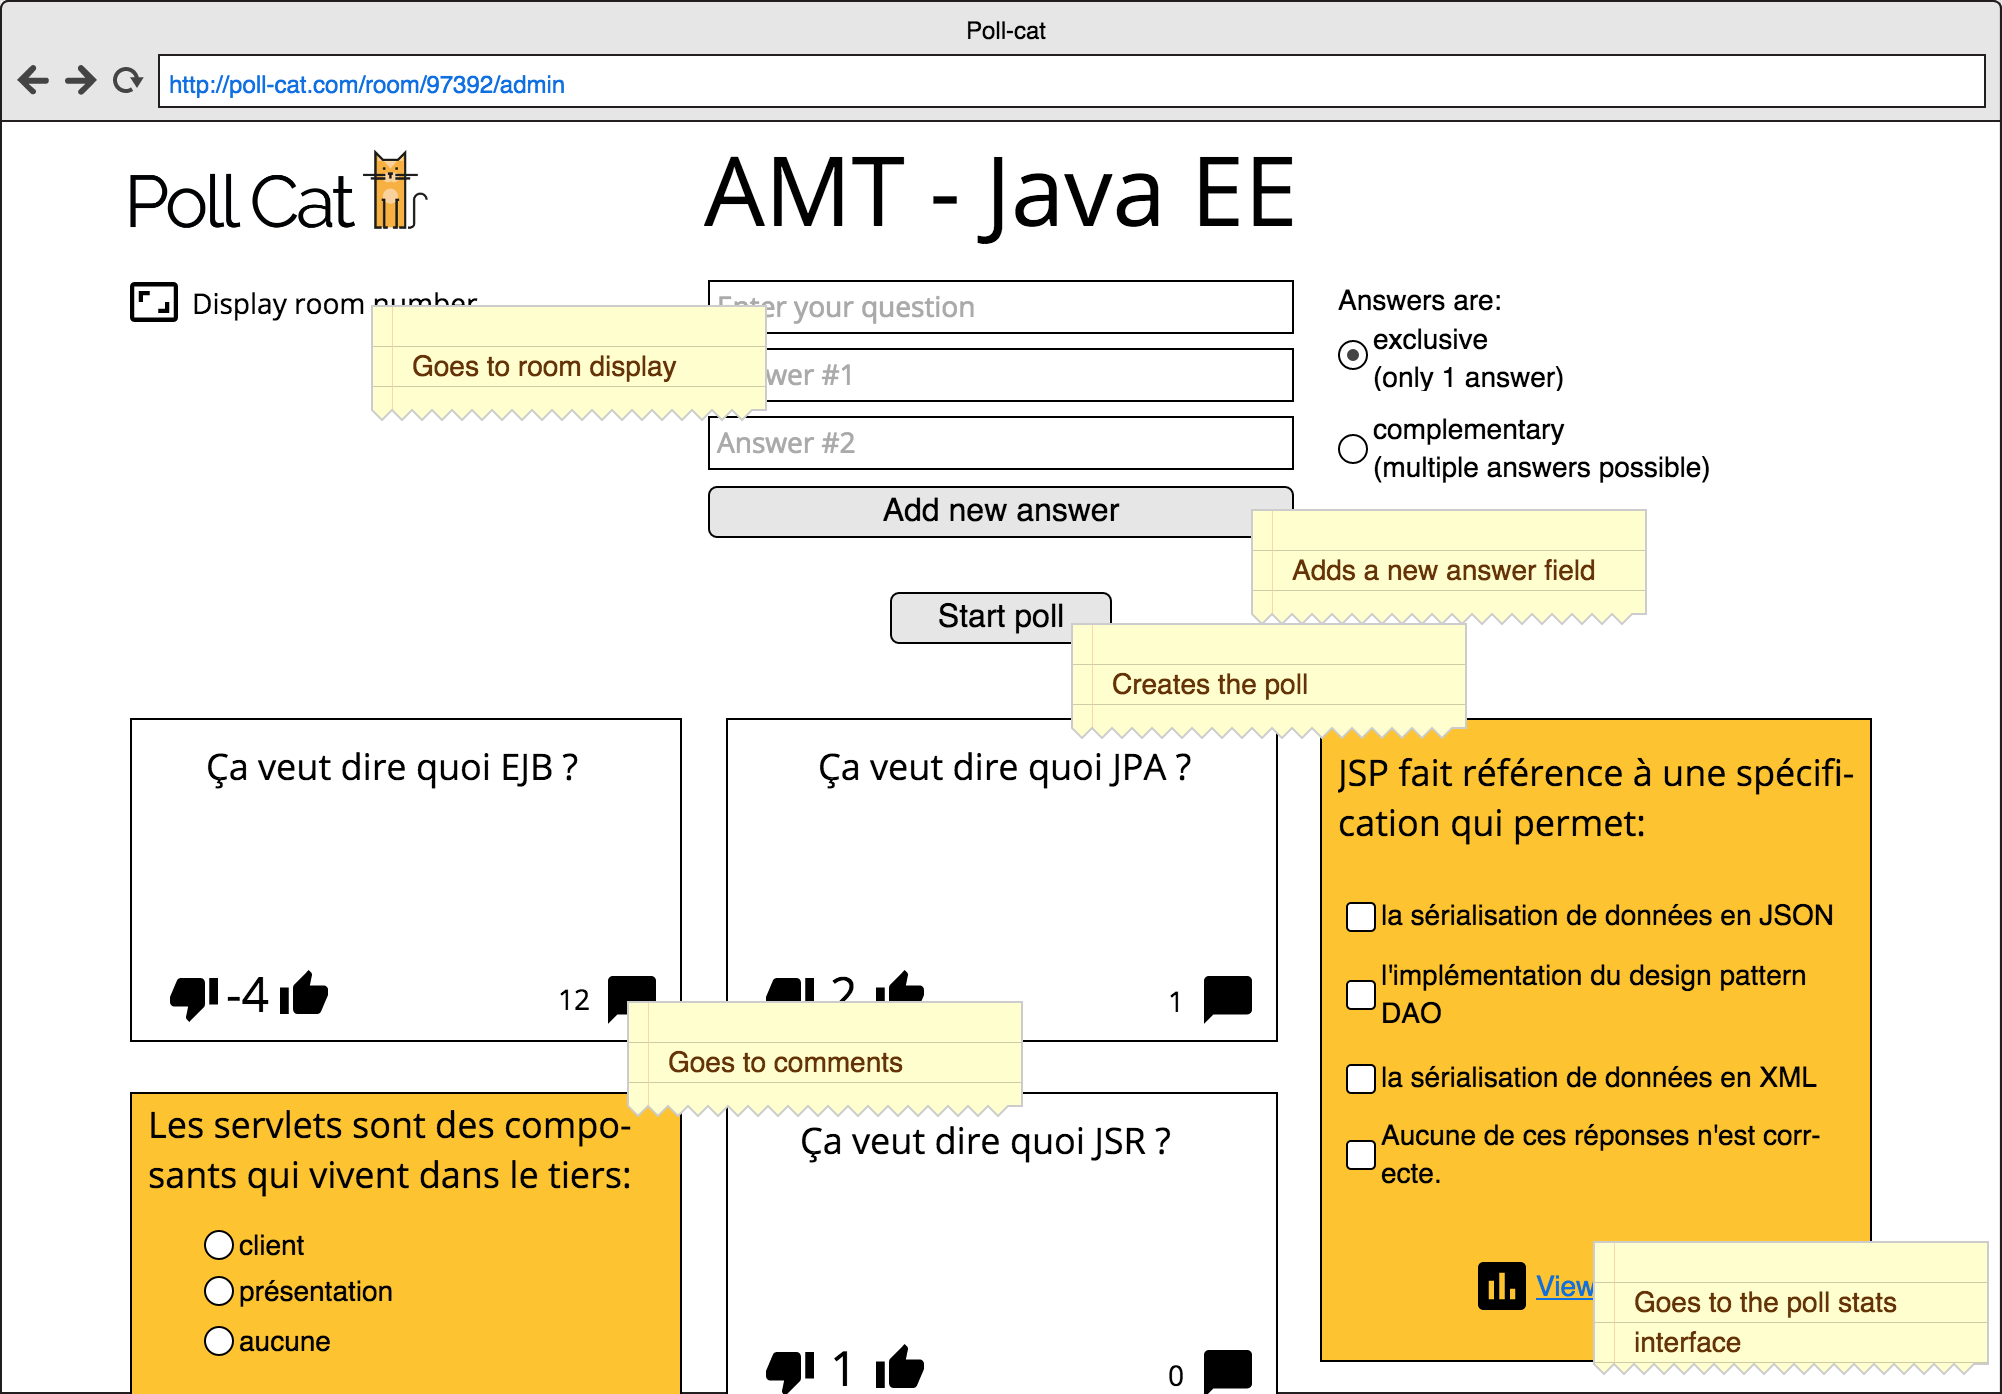 Poll-cat
http://poll-cat.com/room/97392/admin
Poll Cat
AMT - Java EE
Display room number
Enter your question
Answers are:
exclusive
(only 1 answer)
Goes to room display
#1
Answer #2
complementary
(multiple answers possible)
Add new answer
Adds a new answer field
Start poll
Creates the poll
Ça veut dire quoi EJB ?
-4
12
Ça veut dire quoi JPA ?
2
1
Goes to comments
JSP fait référence à une spécifi-
cation qui permet:
la sérialisation de données en JSON
l'implémentation du design pattern
DAO
la sérialisation de données en XML
Aucune de ces réponses n'est corr-
ecte.
View
Goes to the poll stats
interface
Les servlets sont des compo-
sants qui vivent dans le tiers:
client
présentation
aucune
Ça veut dire quoi JSR ?
1
0